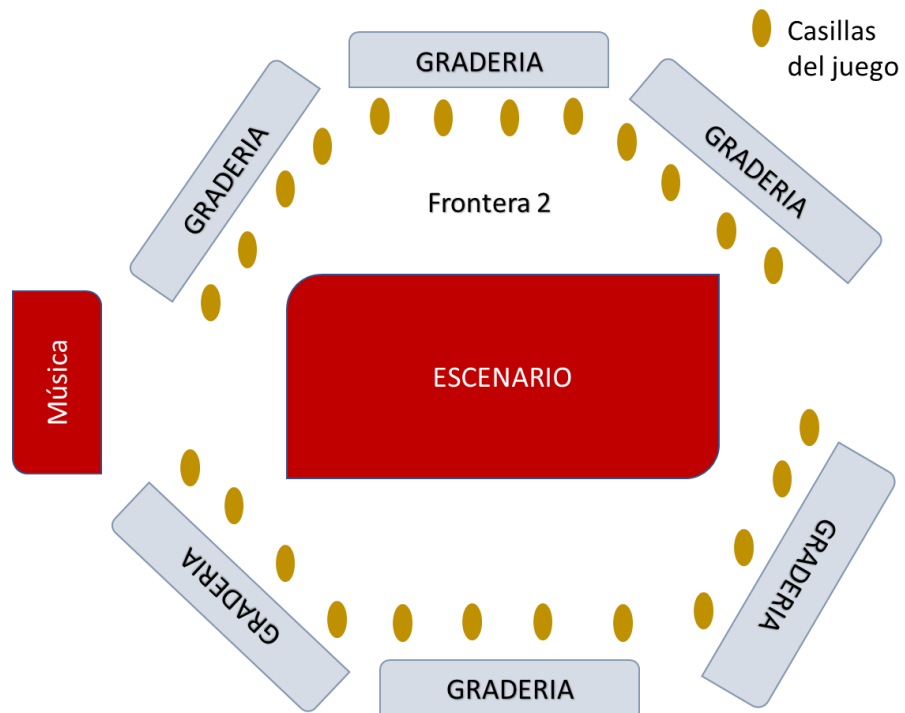 Casillas
del juego
GRADERIA
GRADERIA
GRADERIA
Frontera 2
Música
ESCENARIO
GRADERIA
GRADERIA
GRADERIA